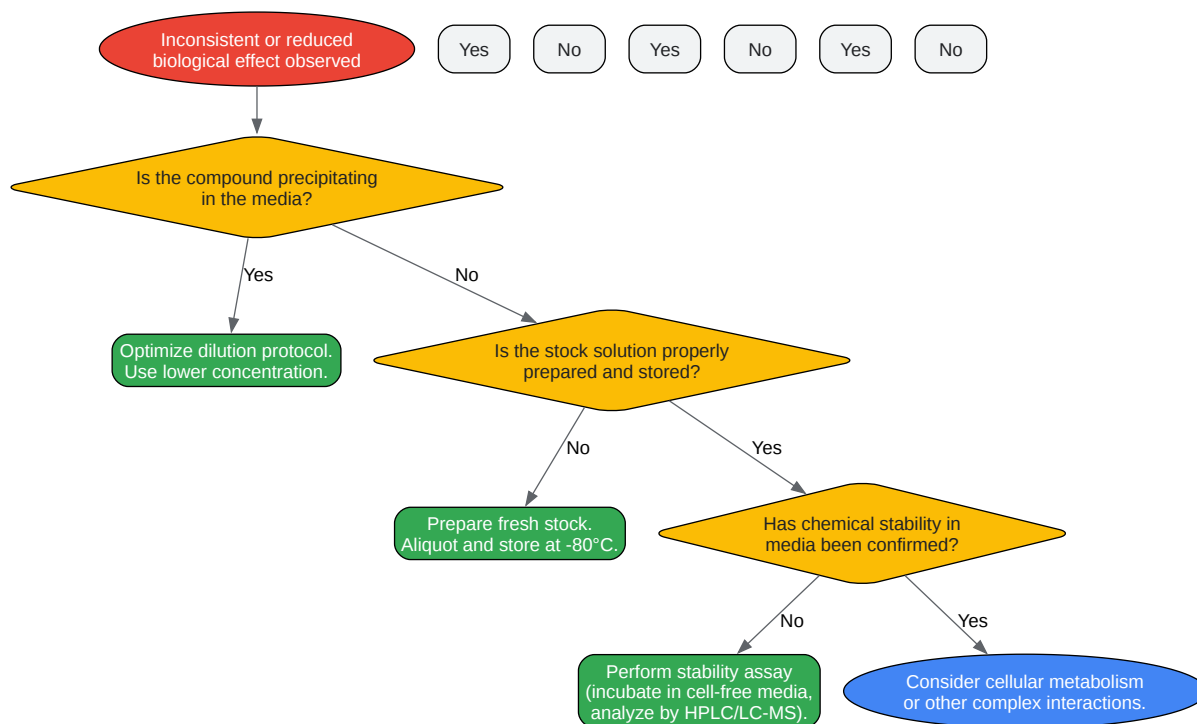 Inconsistent or reduced
biological effect observed
Yes
No
Yes
No
Yes
No
Is the compound precipitating
in the media?
Yes
No
Optimize dilution protocol.
Use lower concentration.
Is the stock solution properly
prepared and stored?
No
Yes
Prepare fresh stock.
Aliquot and store at -80°C.
Has chemical stability in
media been confirmed?
No
Yes
Perform stability assay
(incubate in cell-free media,
analyze by HPLC/LC-MS).
Consider cellular metabolism
or other complex interactions.